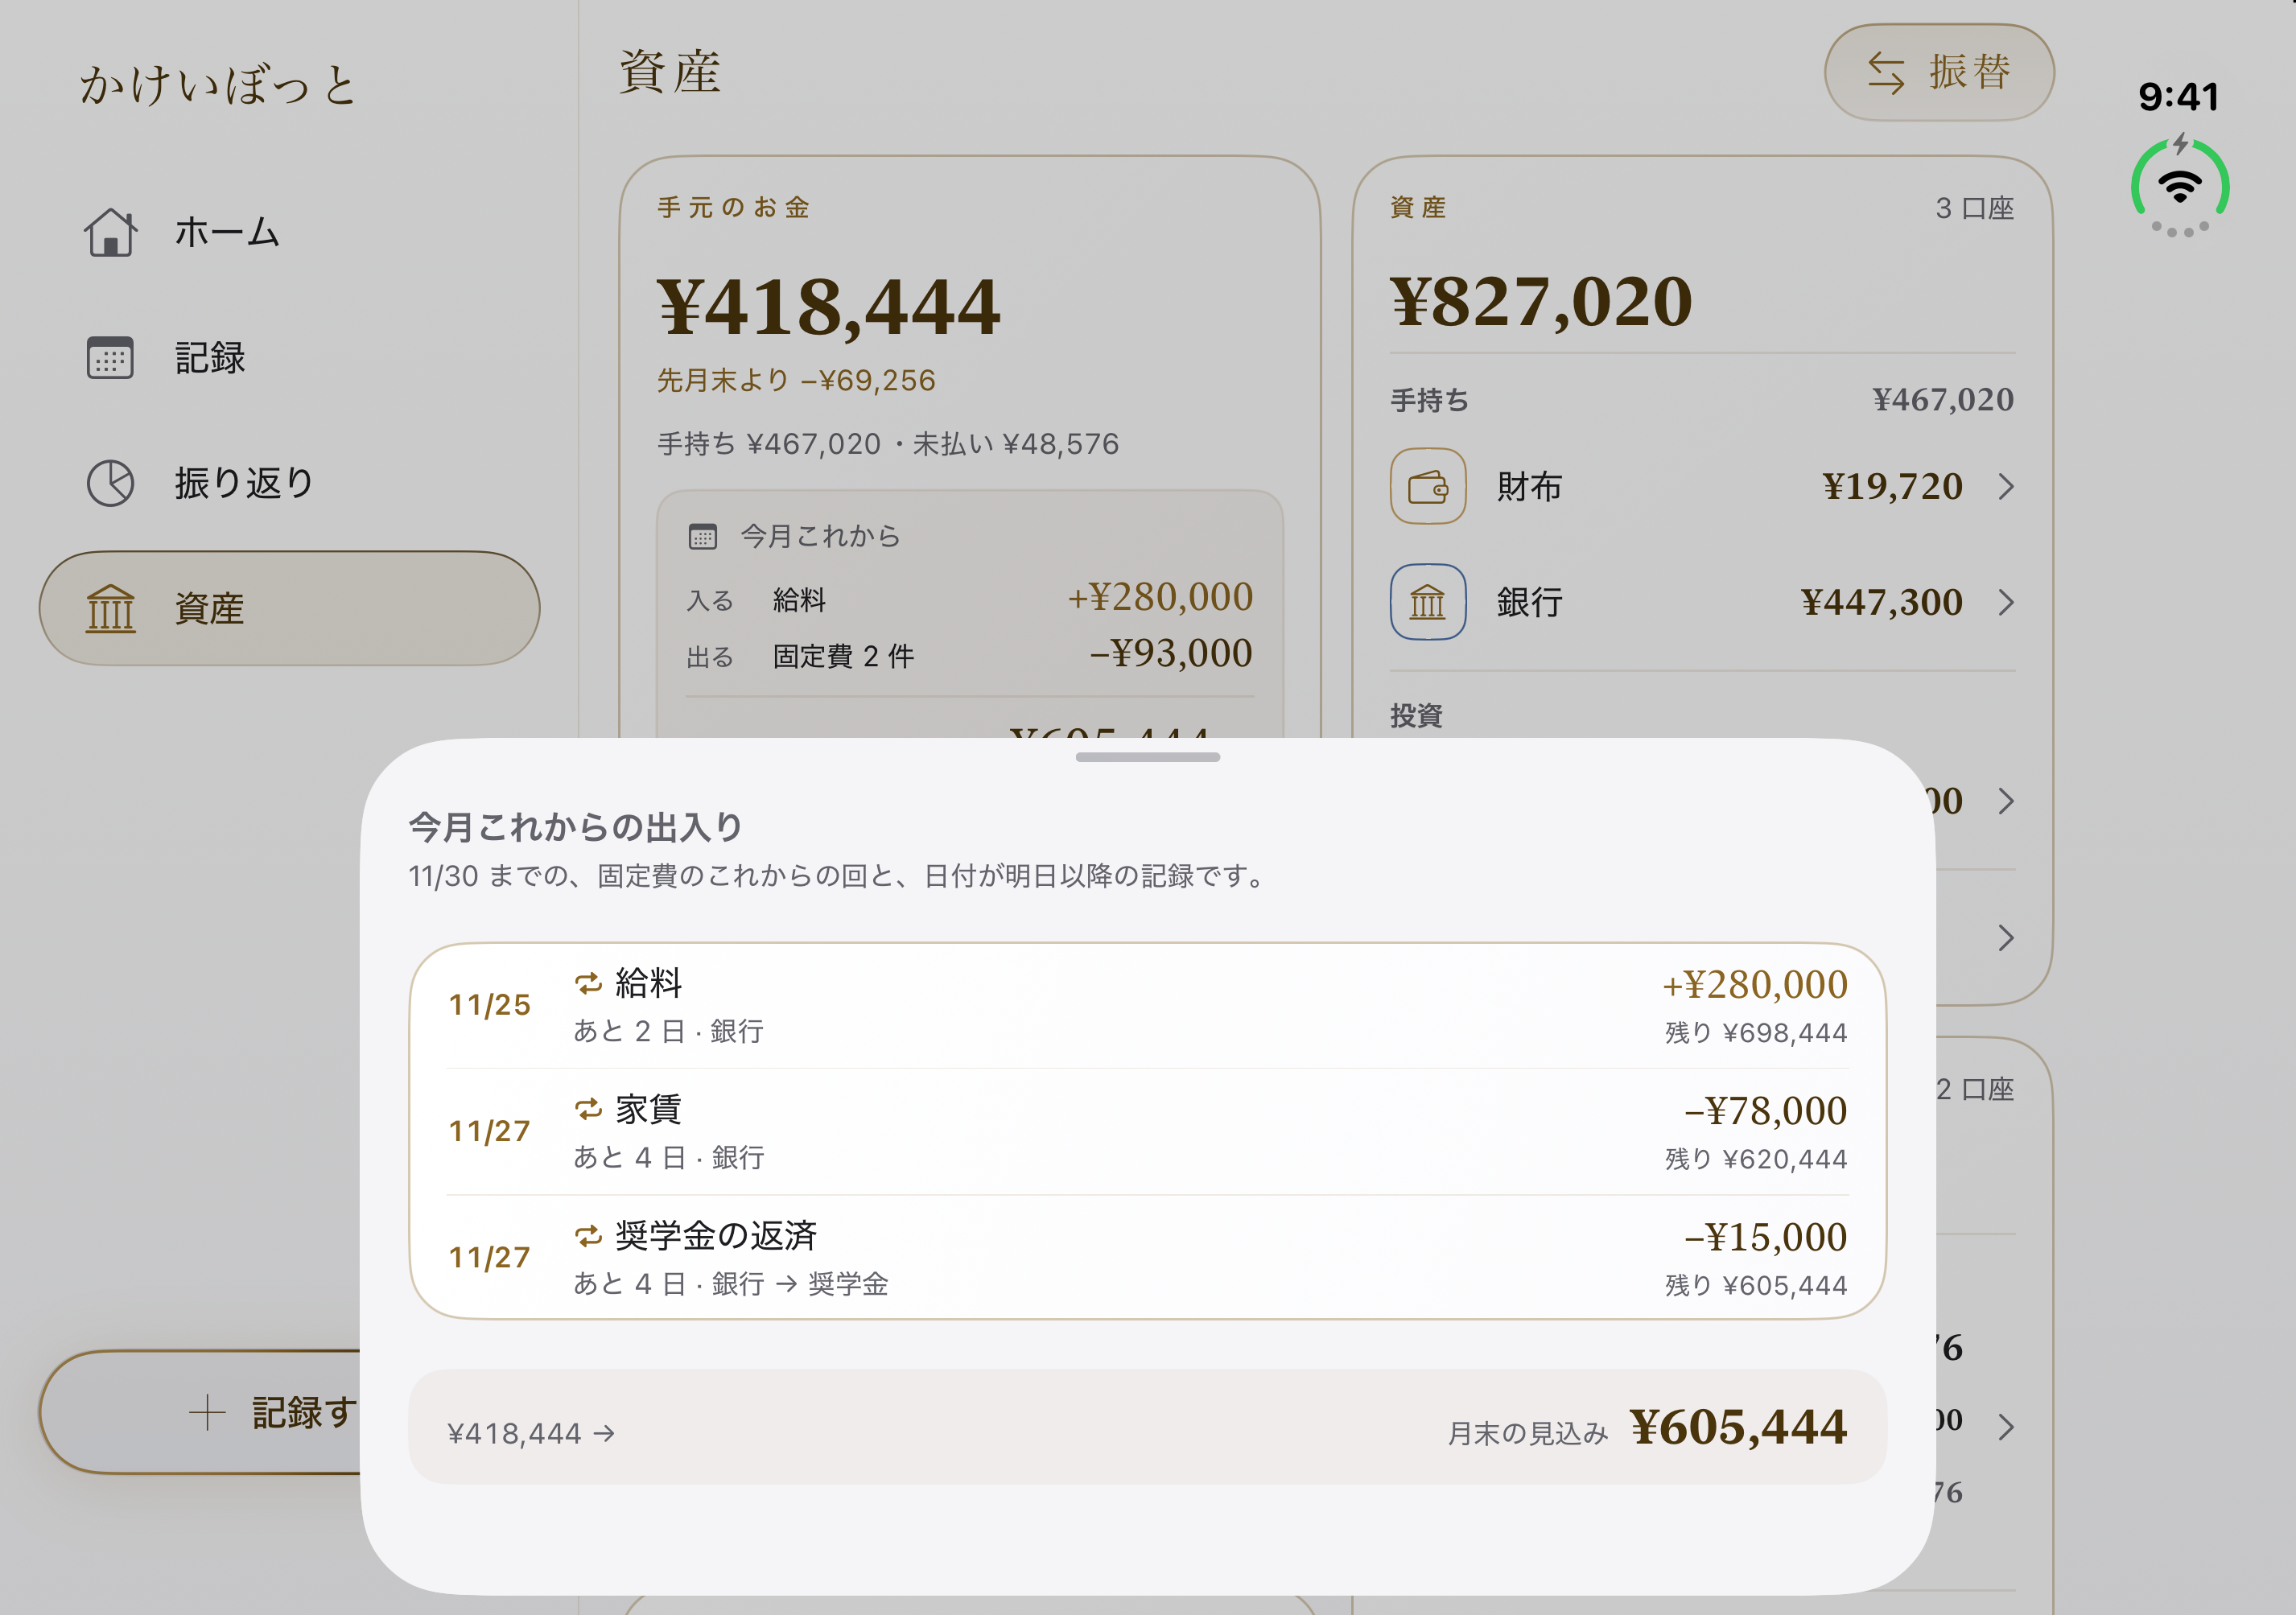 かけいぼっと
ホーム
記録
振り返り
資産
資産
振替
9:41
手元のお金
¥418,444
先月末より −¥69,256
手持ち ¥467,020・未払い ¥48,576
今月これから
入る 給料 +¥280,000
出る 固定費 2 件 −¥93,000
¥605,444
資産 3 口座
¥827,020
手持ち ¥467,020
財布 ¥19,720
銀行 ¥447,300
投資
2 口座
今月これからの出入り
11/30 までの、固定費のこれからの回と、日付が明日以降の記録です。
11/25 給料 +¥280,000
あと 2 日 · 銀行 残り ¥698,444
11/27 家賃 −¥78,000
あと 4 日 · 銀行 残り ¥620,444
11/27 奨学金の返済 −¥15,000
あと 4 日 · 銀行 → 奨学金 残り ¥605,444
¥418,444 → 月末の見込み ¥605,444
記録す